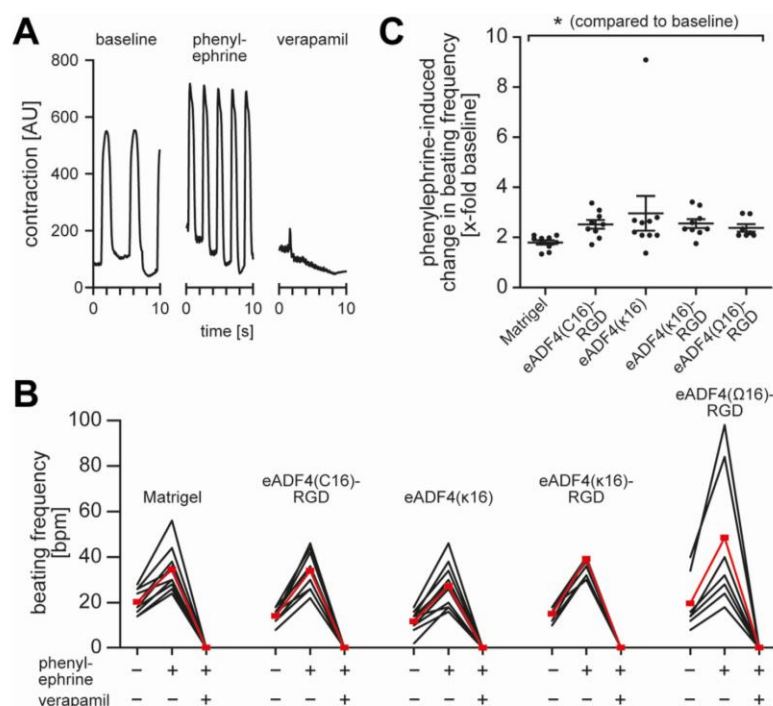 A
baseline
phenyl-
ephrine
verapamil
contraction [AU]
800
600
400
200
0
0 10 0 10 0 10
time [s]
C
* (compared to baseline)
phenylephrine-induced
change in beating frequency
[x-fold baseline]
10
8
6
4
2
0
Matrigel
eADF4(C16)-
RGD
eADF4(κ16)
eADF4(κ16)-
RGD
eADF4(Ω16)-
RGD
B
beating frequency
[bpm]
100
80
60
40
20
0
Matrigel
eADF4(C16)-
RGD
eADF4(κ16)
eADF4(κ16)-
RGD
eADF4(Ω16)-
RGD
phenyl-
ephrine
− + + − + + − + + − + + − + +
verapamil
− − + − − + − − + − − + − − +